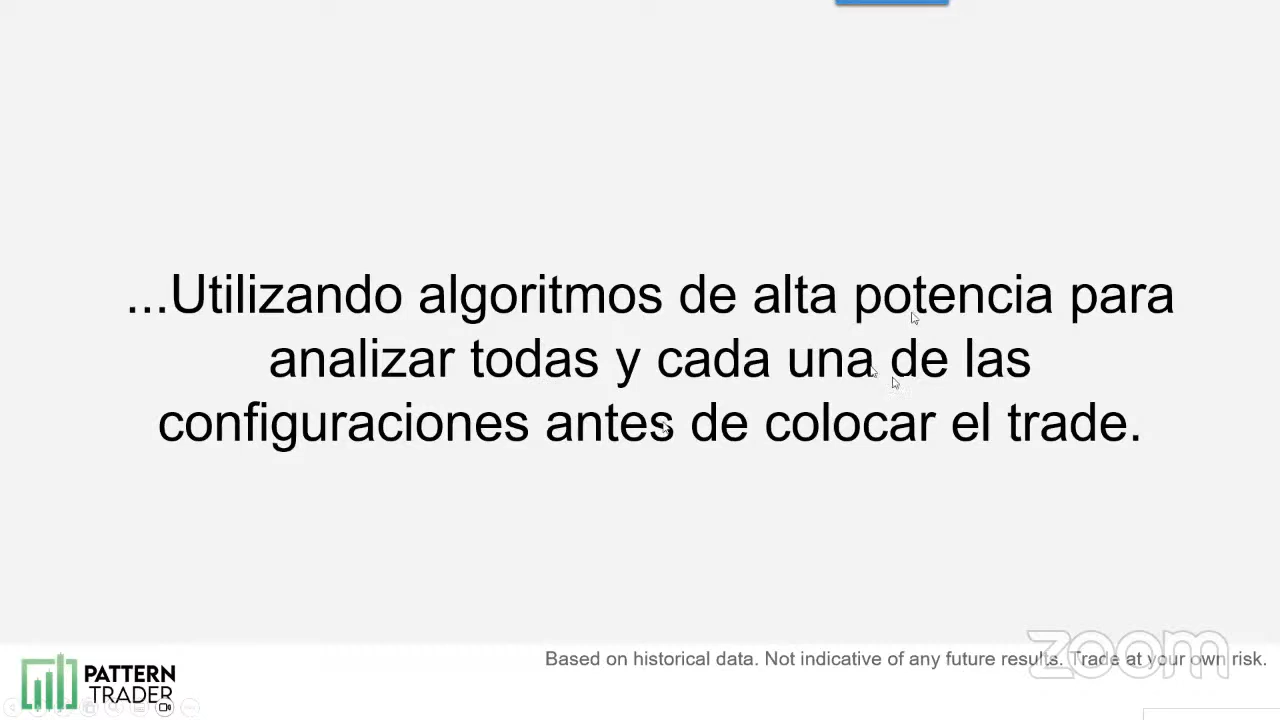 ...Utilizando algoritmos de alta potencia para
analizar todas y cada una de las
configuraciones antes de colocar el trade.
PATTERN
TRADER
Based on historical data. Not indicative of any future results. Trade at your own risk.
zoom